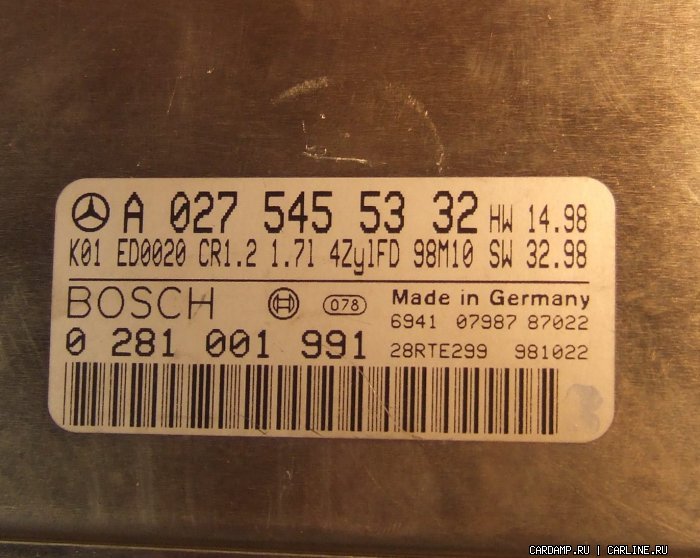 A 027 545 53 32 HW 14.98
K01 ED0020 CR1.2 1.7l 4ZylFD 98M10 SW 32.98
BOSCH 078 Made in Germany
6941 07987 87022
0 281 001 991 28RTE299 981022
CARDAMP.RU | CARLINE.RU